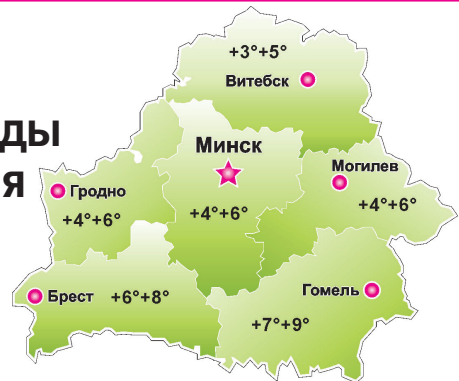 +3°+5°
Витебск
ды
я
Минск
Могилев
Гродно
+4°+6°
+4°+6°
+4°+6°
Брест +6°+8°
Гомель
+7°+9°